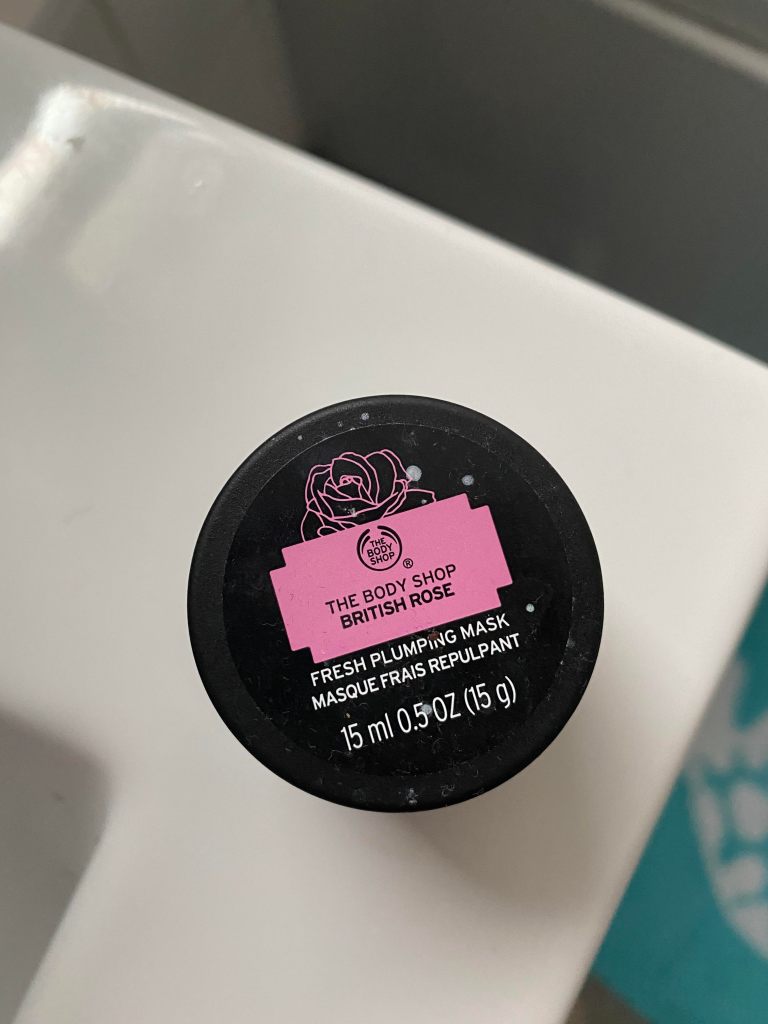 THE
BODY
SHOP
®
THE BODY SHOP
BRITISH ROSE
FRESH PLUMPING MASK
MASQUE FRAIS REPULPANT
15 ml 0.5 OZ (15 g)